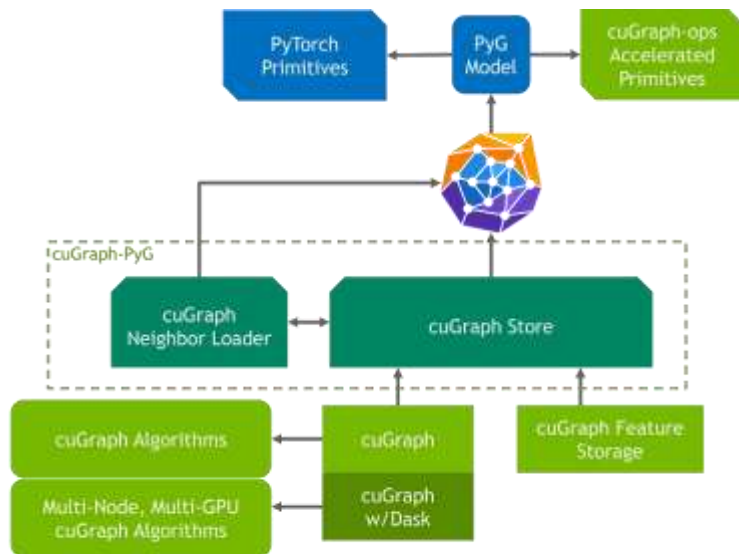 PyTorch
Primitives
PyG
Model
cuGraph-ops
Accelerated
Primitives
cuGraph-PyG
cuGraph
Neighbor Loader
cuGraph Store
cuGraph Algorithms
cuGraph
cuGraph Feature
Storage
Multi-Node, Multi-GPU
cuGraph Algorithms
cuGraph
w/Dask